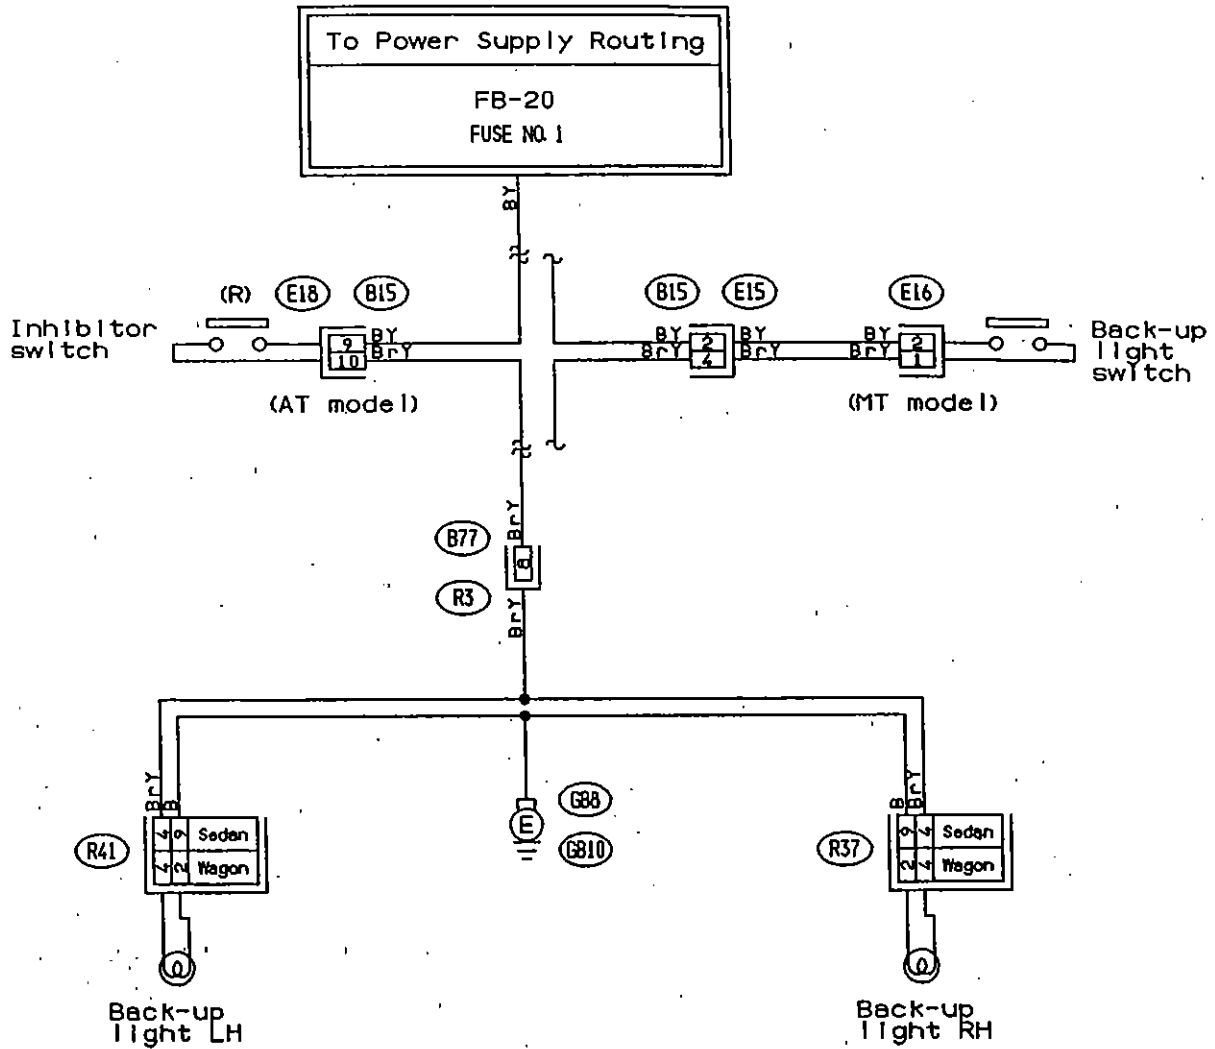 To Power Supply Routing
FB-20
FUSE NO. 1
BY
(R)
E18
B15
B15
E15
E16
Inhibitor
switch
9
BY
10
BrY
BY
2
BY
BrY
4
BrY
BY
2
BrY
1
Back-up
light
switch
(AT model)
(MT model)
BrY
B77
8
R3
BrY
BrY
B
B
BrY
GB8
E
GB10
R41
4
9
Sedan
4
2
Wagon
R37
9
4
Sedan
2
4
Wagon
Back-up
light LH
Back-up
light RH